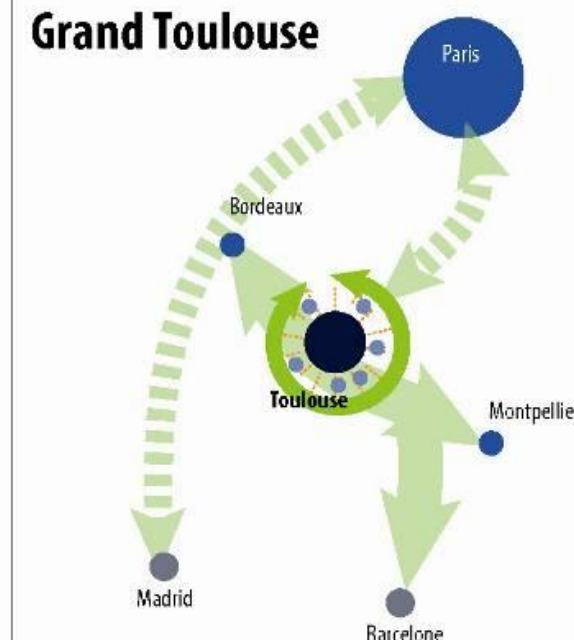 Grand Toulouse
Paris
Bordeaux
Toulouse
Montpellie
Madrid
Barcelone